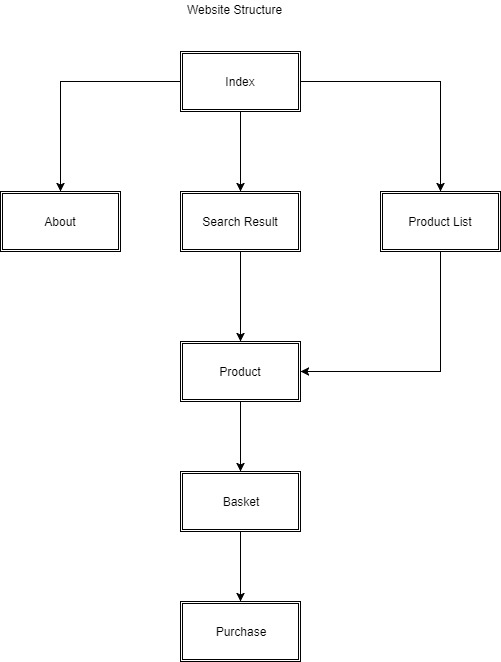 Website Structure
Index
About
Search Result
Product List
Product
Basket
Purchase